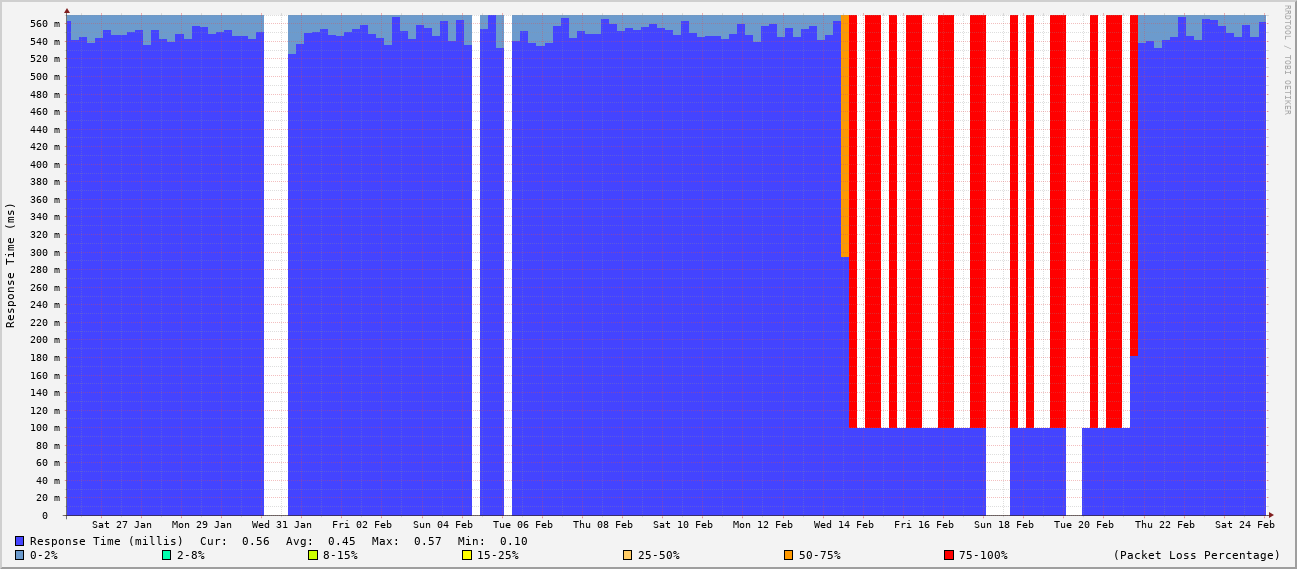 RRDTOOL / TOBI OETIKER
Response Time (ms)
560 m
540 m
520 m
500 m
480 m
460 m
440 m
420 m
400 m
380 m
360 m
340 m
320 m
300 m
280 m
260 m
240 m
220 m
200 m
180 m
160 m
140 m
120 m
100 m
80 m
60 m
40 m
20 m
0
Sat 27 Jan Mon 29 Jan Wed 31 Jan Fri 02 Feb Sun 04 Feb Tue 06 Feb Thu 08 Feb Sat 10 Feb Mon 12 Feb Wed 14 Feb Fri 16 Feb Sun 18 Feb Tue 20 Feb Thu 22 Feb Sat 24 Feb
Response Time (millis) Cur: 0.56 Avg: 0.45 Max: 0.57 Min: 0.10
0-2% 2-8% 8-15% 15-25% 25-50% 50-75% 75-100% (Packet Loss Percentage)